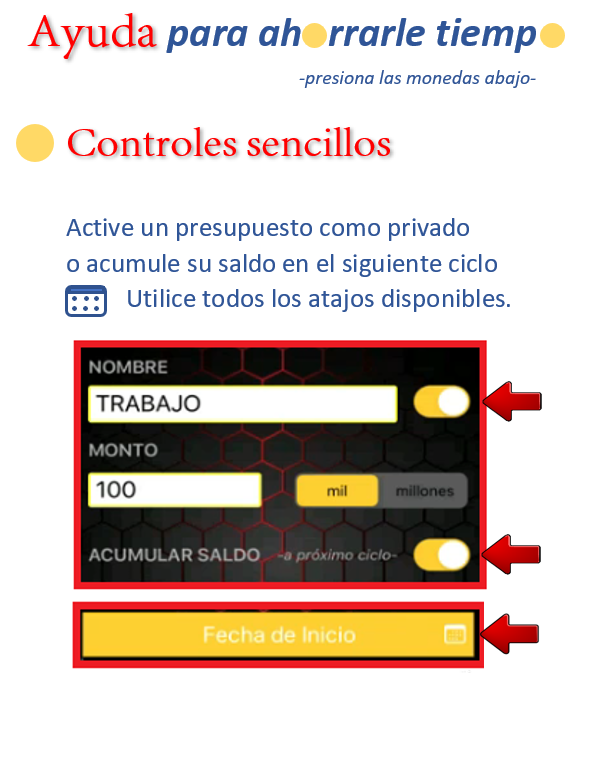 Ayuda para ahorrarle tiempo
-presiona las monedas abajo-
Controles sencillos
Active un presupuesto como privado
o acumule su saldo en el siguiente ciclo
Utilice todos los atajos disponibles.
NOMBRE
TRABAJO
MONTO
100
mil millones
ACUMULAR SALDO -a próximo ciclo-
Fecha de Inicio